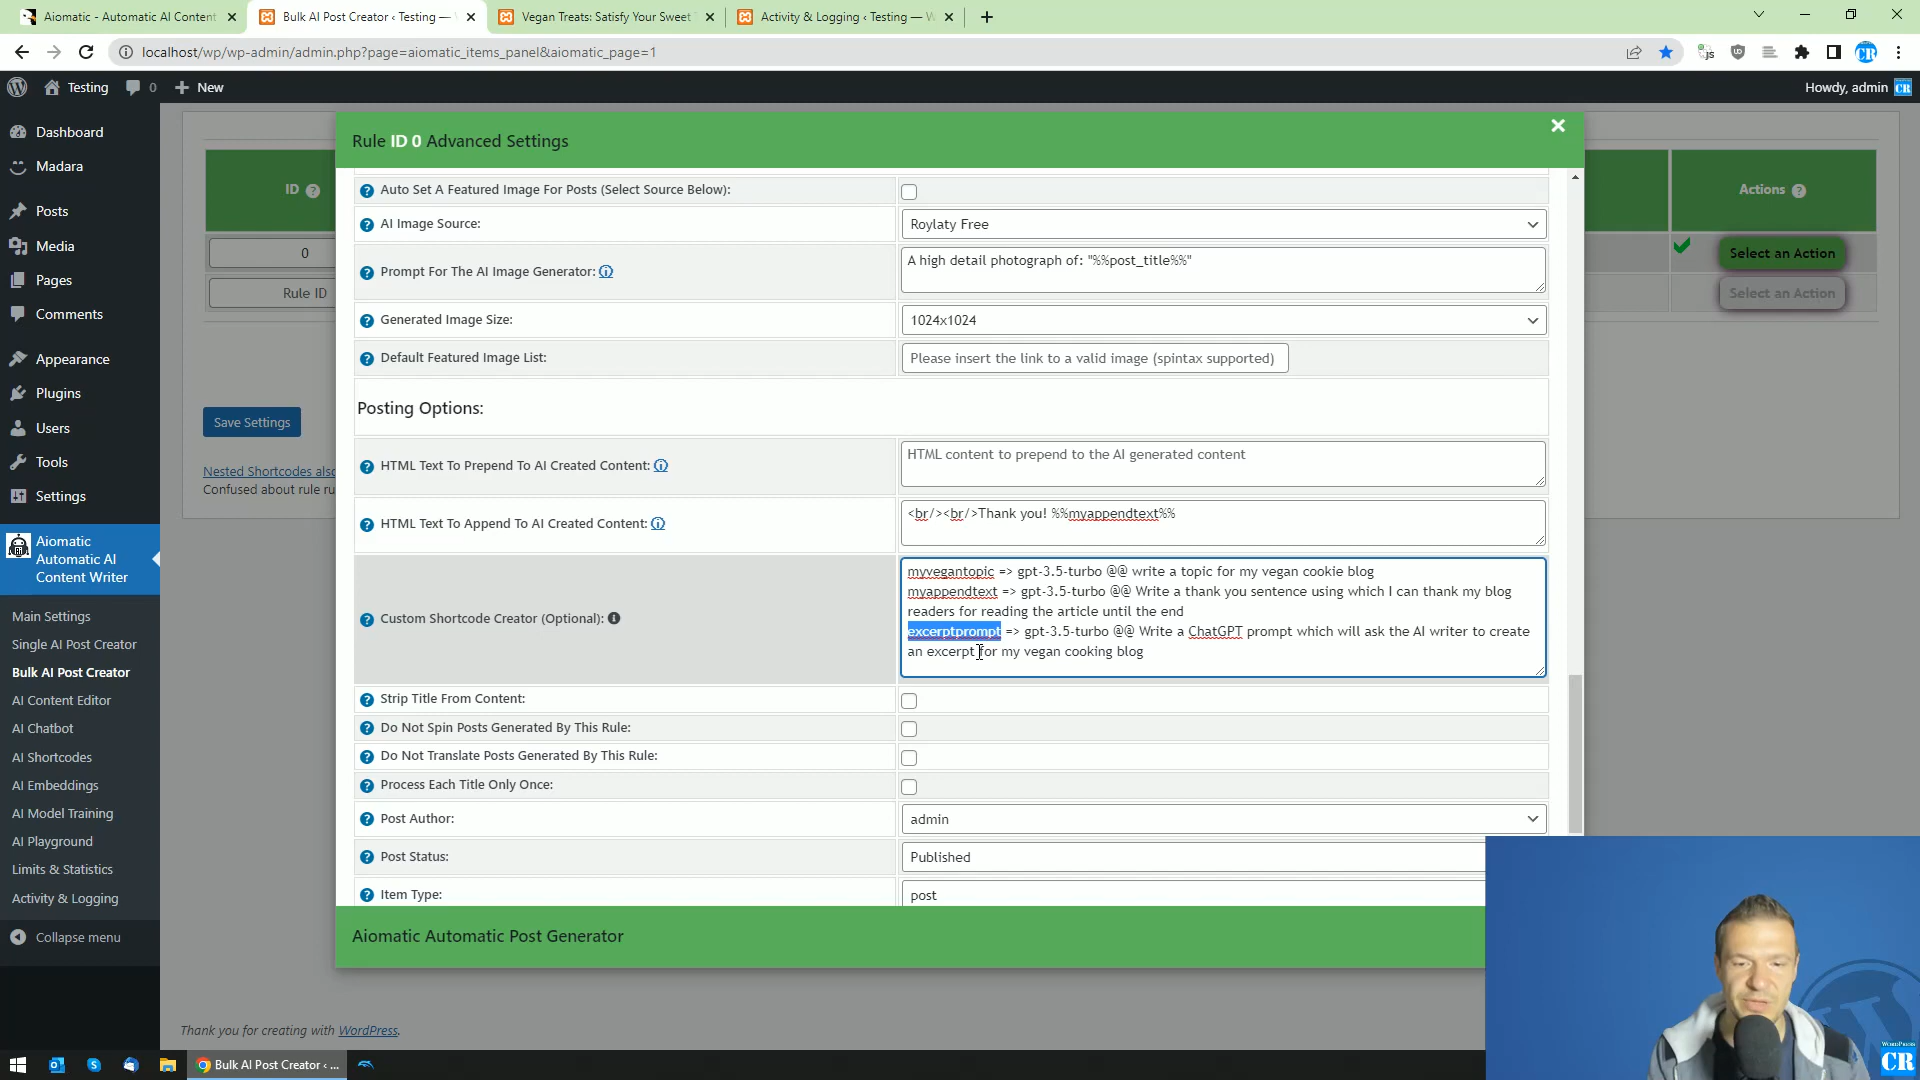 Aiomatic - Automatic AI Content
Bulk AI Post Creator ‹ Testing —
Vegan Treats: Satisfy Your Sweet
Activity & Logging ‹ Testing — W
localhost/wp/wp-admin/admin.php?page=aiomatic_items_panel&aiomatic_page=1
Testing
0
New
Howdy, admin
Dashboard
Madara
Posts
Media
Pages
Comments
Appearance
Plugins
Users
Tools
Settings
Aiomatic
Automatic AI
Content Writer
Main Settings
Single AI Post Creator
Bulk AI Post Creator
AI Content Editor
AI Chatbot
AI Shortcodes
AI Embeddings
AI Model Training
AI Playground
Limits & Statistics
Activity & Logging
Collapse menu
ID
0
Rule ID
Save Settings
Nested Shortcodes also
Confused about rule ru
Actions
Select an Action
Select an Action
Rule ID 0 Advanced Settings
Auto Set A Featured Image For Posts (Select Source Below):
AI Image Source:
Roylaty Free
Prompt For The AI Image Generator:
A high detail photograph of: "%%post_title%%"
Generated Image Size:
1024x1024
Default Featured Image List:
Please insert the link to a valid image (spintax supported)
Posting Options:
HTML Text To Prepend To AI Created Content:
HTML content to prepend to the AI generated content
HTML Text To Append To AI Created Content:
<br/><br/>Thank you! %%myappendtext%%
Custom Shortcode Creator (Optional):
myvegantopic => gpt-3.5-turbo @@ write a topic for my vegan cookie blog
myappendtext => gpt-3.5-turbo @@ Write a thank you sentence using which I can thank my blog
readers for reading the article until the end
excerptprompt => gpt-3.5-turbo @@ Write a ChatGPT prompt which will ask the AI writer to create
an excerpt for my vegan cooking blog
Strip Title From Content:
Do Not Spin Posts Generated By This Rule:
Do Not Translate Posts Generated By This Rule:
Process Each Title Only Once:
Post Author:
admin
Post Status:
Published
Item Type:
post
Aiomatic Automatic Post Generator
Thank you for creating with WordPress.
Bulk AI Post Creator ‹ ...
WORDPRESS
CR